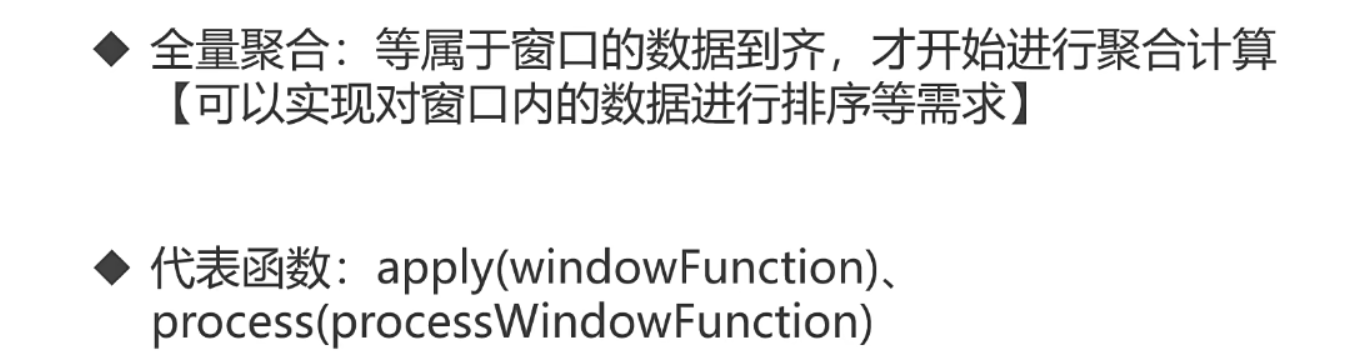 ◆ 全量聚合：等属于窗口的数据到齐，才开始进行聚合计算
【可以实现对窗口内的数据进行排序等需求】
◆ 代表函数：apply(windowFunction)、
process(processWindowFunction)